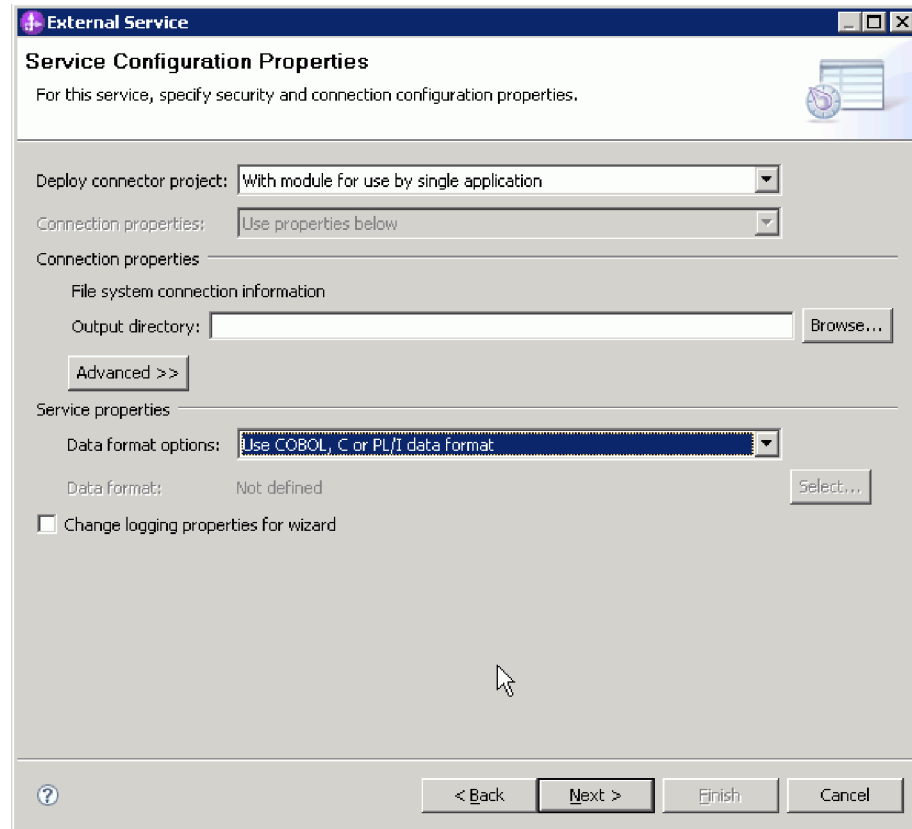 External Service
Service Configuration Properties
For this service, specify security and connection configuration properties.
Deploy connector project: With module for use by single application
Connection properties: Use properties below
Connection properties
File system connection information
Output directory: Browse...
Advanced >>
Service properties
Data format options: Use COBOL, C or PL/I data format
Data format: Not defined Select...
Change logging properties for wizard
? < Back Next > Finish Cancel